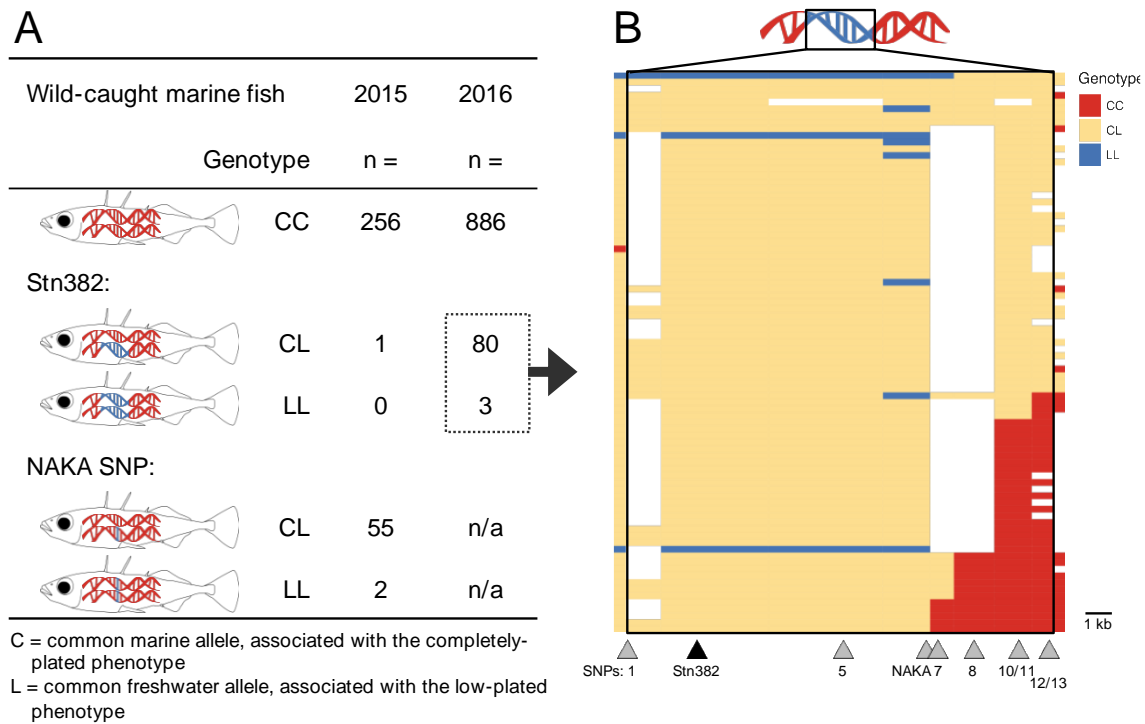 A
Wild-caught marine fish 2015 2016
Genotype n = n =
CC 256 886
Stn382:
CL 1 80
LL 0 3
NAKA SNP:
CL 55 n/a
LL 2 n/a
C = common marine allele, associated with the completely-
plated phenotype
L = common freshwater allele, associated with the low-plated
phenotype
B
Genotype
CC
CL
LL
1 kb
SNPs: 1 Stn382 5 NAKA 7 8 10/11 12/13